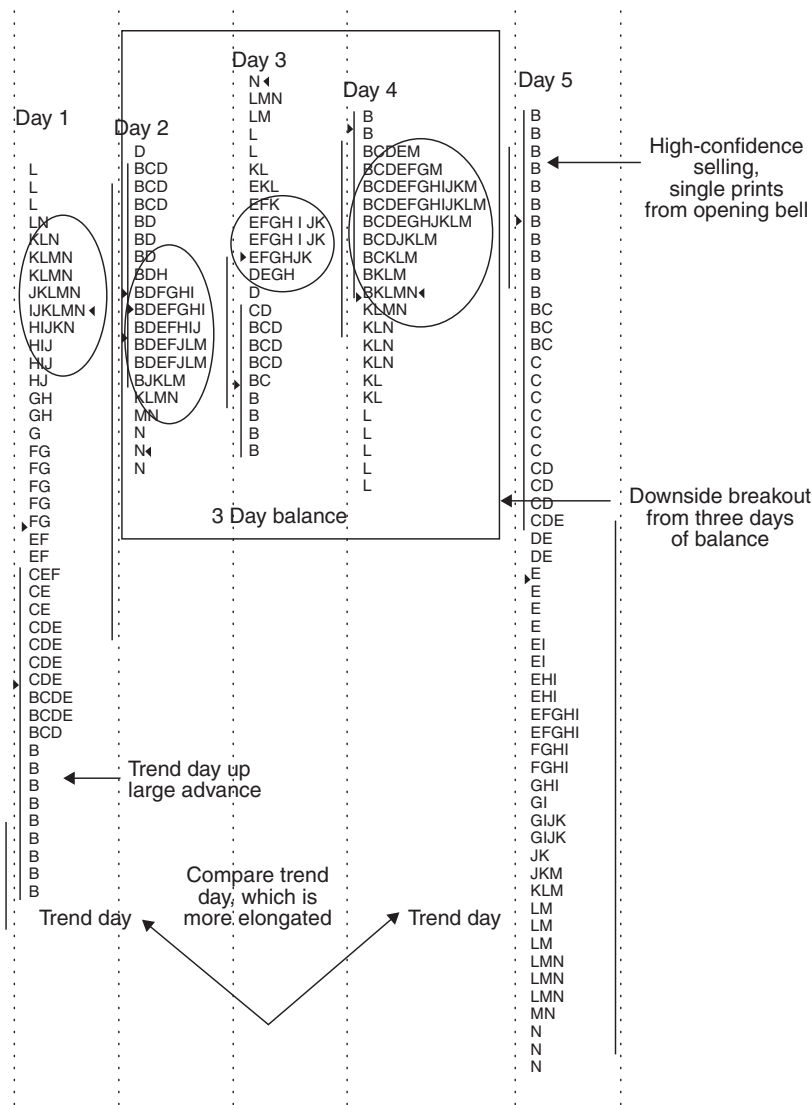 Day 1
L
L
L
LN
KLN
KLMN
KLMN
JKLMN
IJKLMN
HIJKN
HIJ
HIJ
HJ
GH
GH
G
FG
FG
FG
FG
FG
EF
EF
CEF
CE
CE
CDE
CDE
CDE
CDE
BCDE
BCDE
BCD
B
B
B
B
B
B
B
B
B
Trend day up
large advance
Trend day
Day 2
D
BCD
BCD
BCD
BD
BD
BD
BDH
BDFGHI
BDEFGHI
BDEFHIJ
BDEFJLM
BDEFJLM
BJKLM
KLMN
MN
N
N
N
Day 3
N
LMN
LM
L
L
KL
EKL
EFK
EFGH I JK
EFGH I JK
EFGHJK
DEGH
D
CD
BCD
BCD
BCD
BC
B
B
B
B
3 Day balance
Day 4
B
B
BCDEM
BCDEFGM
BCDEFGHIJKM
BCDEFGHIJKLM
BCDEGHJKLM
BCDJKLM
BCKLM
BKLM
BKLMN
KLMN
KLN
KLN
KLN
KL
KL
L
L
L
L
L
Compare trend
day, which is
more elongated
Trend day
Day 5
B
B
B
B
B
B
B
B
B
B
B
BC
BC
BC
C
C
C
C
C
C
CD
CD
CD
CDE
DE
DE
E
E
E
E
EI
EI
EHI
EHI
EFGHI
EFGHI
FGHI
FGHI
GHI
GI
GIJK
GIJK
JK
JKM
KLM
LM
LM
LM
LMN
LMN
LMN
MN
N
N
N
High-confidence
selling,
single prints
from opening bell
Downside breakout
from three days
of balance